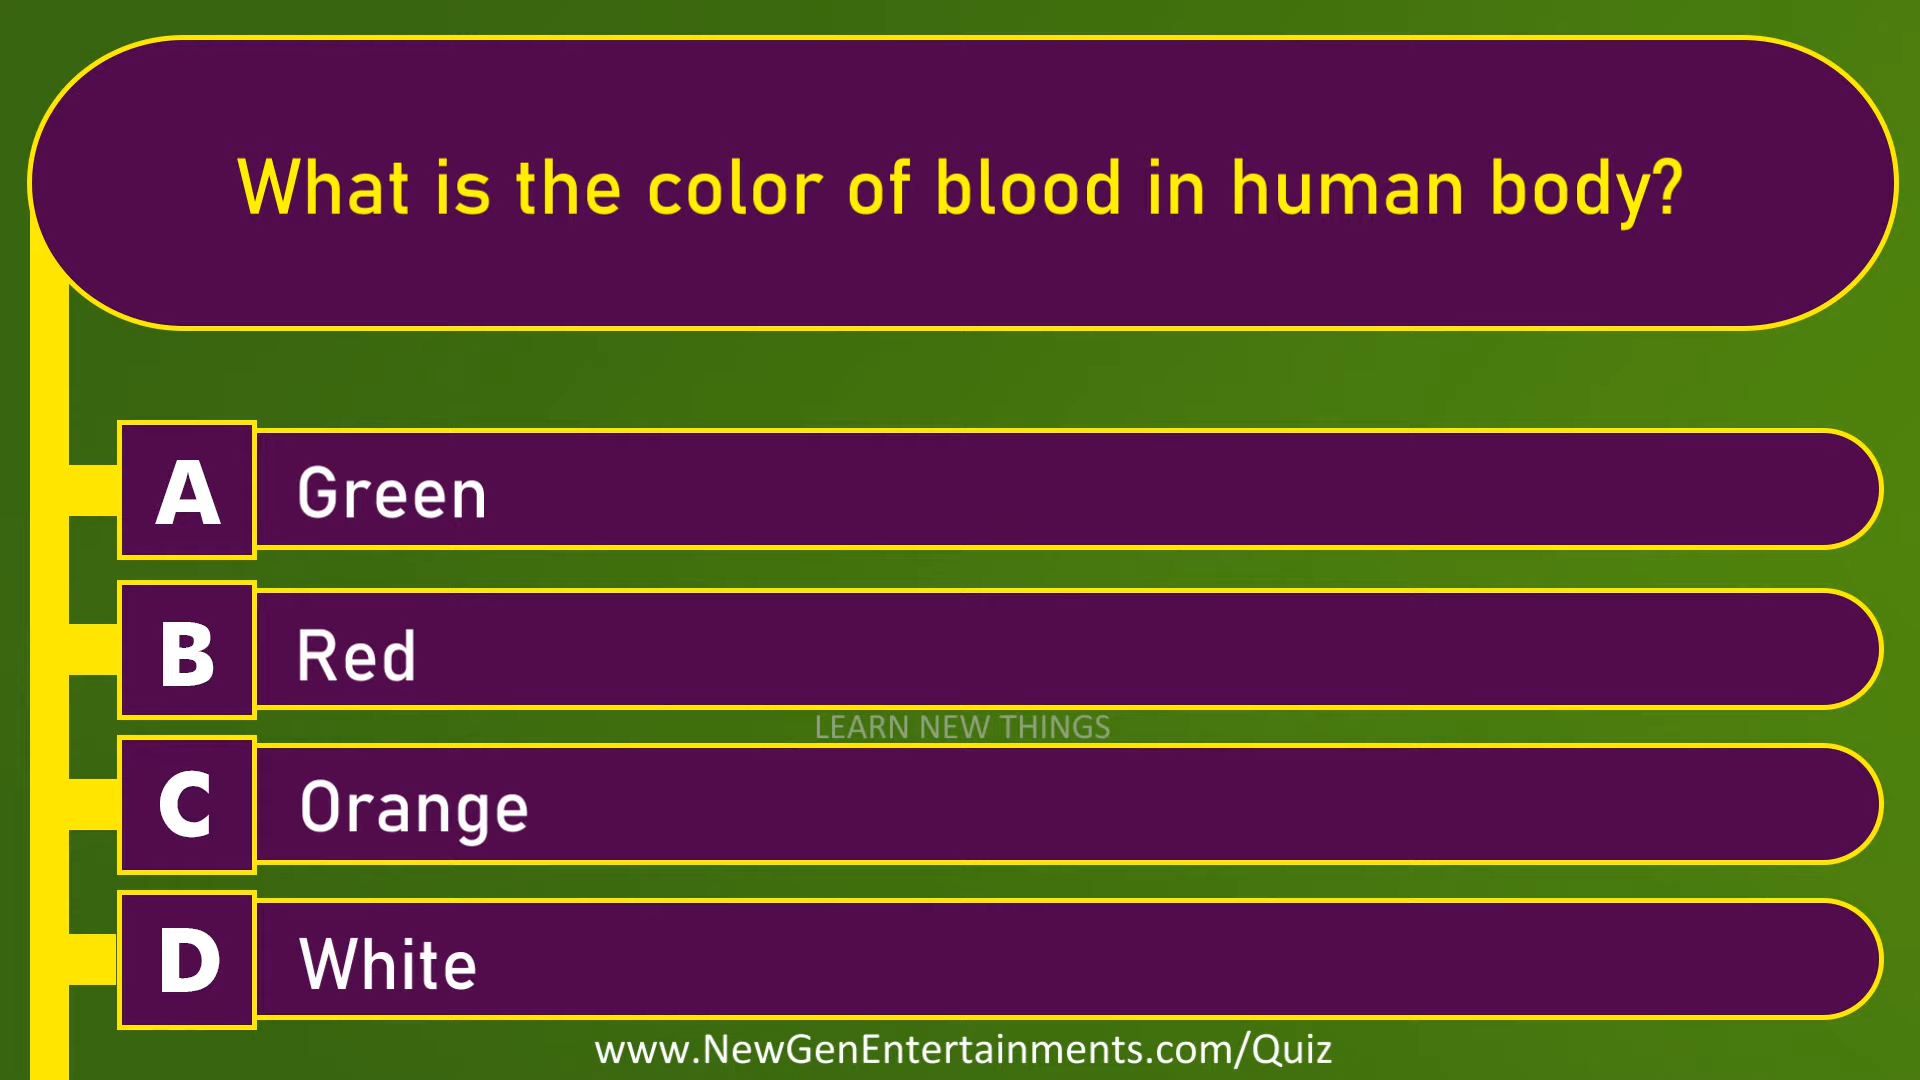 What is the color of blood in human body?
A Green
B Red
LEARN NEW THINGS
C Orange
D White
www.NewGenEntertainments.com/Quiz